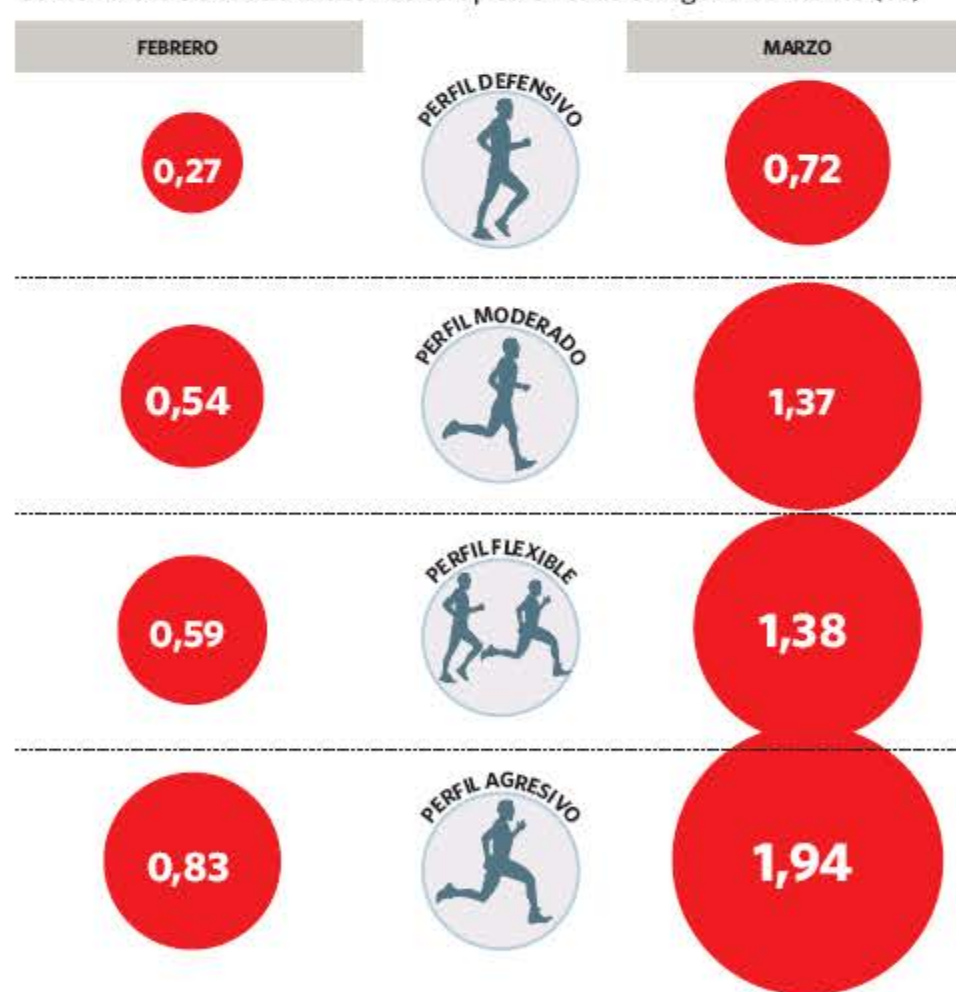 FEBRERO MARZO
PERFIL DEFENSIVO
0,27 0,72
PERFIL MODERADO
0,54 1,37
PERFIL FLEXIBLE
0,59 1,38
PERFIL AGRESIVO
0,83 1,94